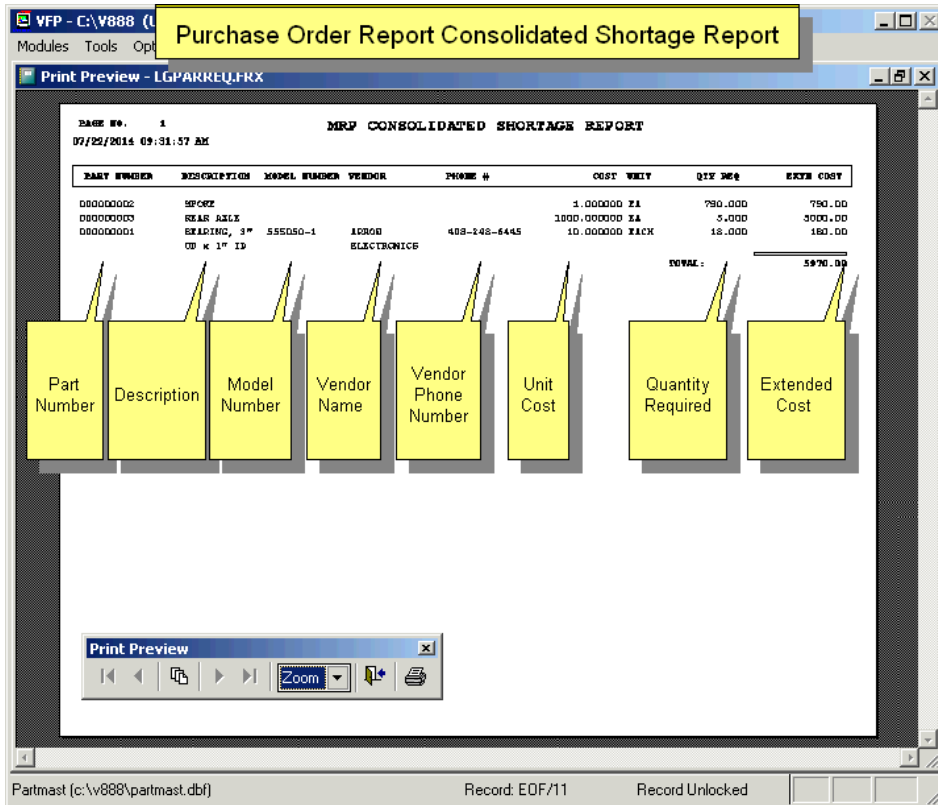 VFP - C:\V888 (U
Purchase Order Report Consolidated Shortage Report
Modules Tools Opt
Print Preview - LGPARREQ.FRX
PAGE NO. 1
MRP CONSOLIDATED SHORTAGE REPORT
07/22/2014 09:31:57 AM
PART NUMBER DESCRIPTION MODEL NUMBER VENDOR PHONE # COST UNIT QTY REQ EXTN COST
000000002 SPOKE 1.000000 EA 790.000 790.00
000000003 REAR AXLE 1000.000000 EA 5.000 5000.00
000000001 BEARING, 3" 555050-1 ELECTRONICS 408-248-6445 10.000000 EACH 18.000 180.00
OD x 1" ID
TOTAL: 5970.00
Part Number
Description
Model Number
Vendor Name
Vendor Phone Number
Unit Cost
Quantity Required
Extended Cost
Print Preview
Zoom
Partmast (c:\v888\partmast.dbf) Record: EOF/11 Record Unlocked